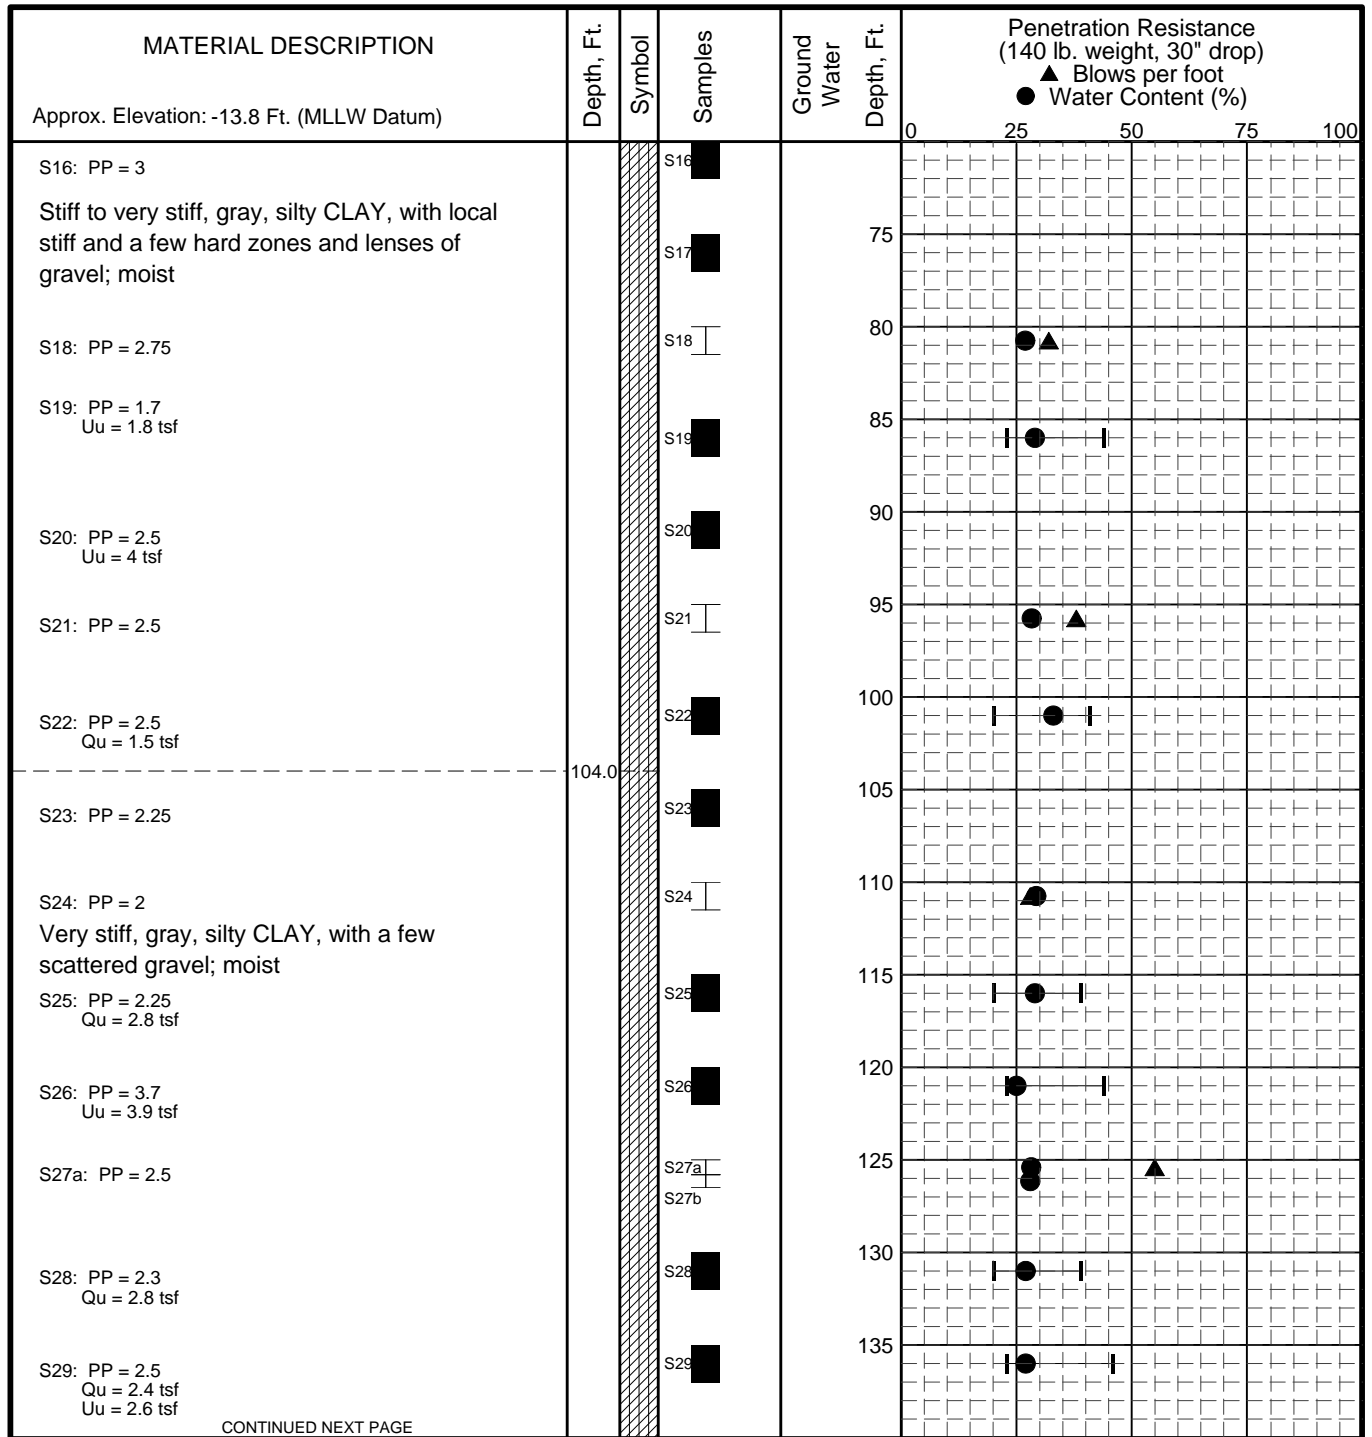 MATERIAL DESCRIPTION
Approx. Elevation: -13.8 Ft. (MLLW Datum)
Depth, Ft.
Symbol
Samples
Ground
Water
Depth, Ft.
Penetration Resistance
(140 lb. weight, 30" drop)
▲ Blows per foot
● Water Content (%)
0 25 50 75 100
S16: PP = 3
Stiff to very stiff, gray, silty CLAY, with local
stiff and a few hard zones and lenses of
gravel; moist
S18: PP = 2.75
S19: PP = 1.7
Uu = 1.8 tsf
S20: PP = 2.5
Uu = 4 tsf
S21: PP = 2.5
S22: PP = 2.5
Qu = 1.5 tsf
S23: PP = 2.25
S24: PP = 2
Very stiff, gray, silty CLAY, with a few
scattered gravel; moist
S25: PP = 2.25
Qu = 2.8 tsf
S26: PP = 3.7
Uu = 3.9 tsf
S27a: PP = 2.5
S28: PP = 2.3
Qu = 2.8 tsf
S29: PP = 2.5
Qu = 2.4 tsf
Uu = 2.6 tsf
CONTINUED NEXT PAGE
104.0
S16
S17
S18
S19
S20
S21
S22
S23
S24
S25
S26
S27a
S27b
S28
S29
75
80
85
90
95
100
105
110
115
120
125
130
135